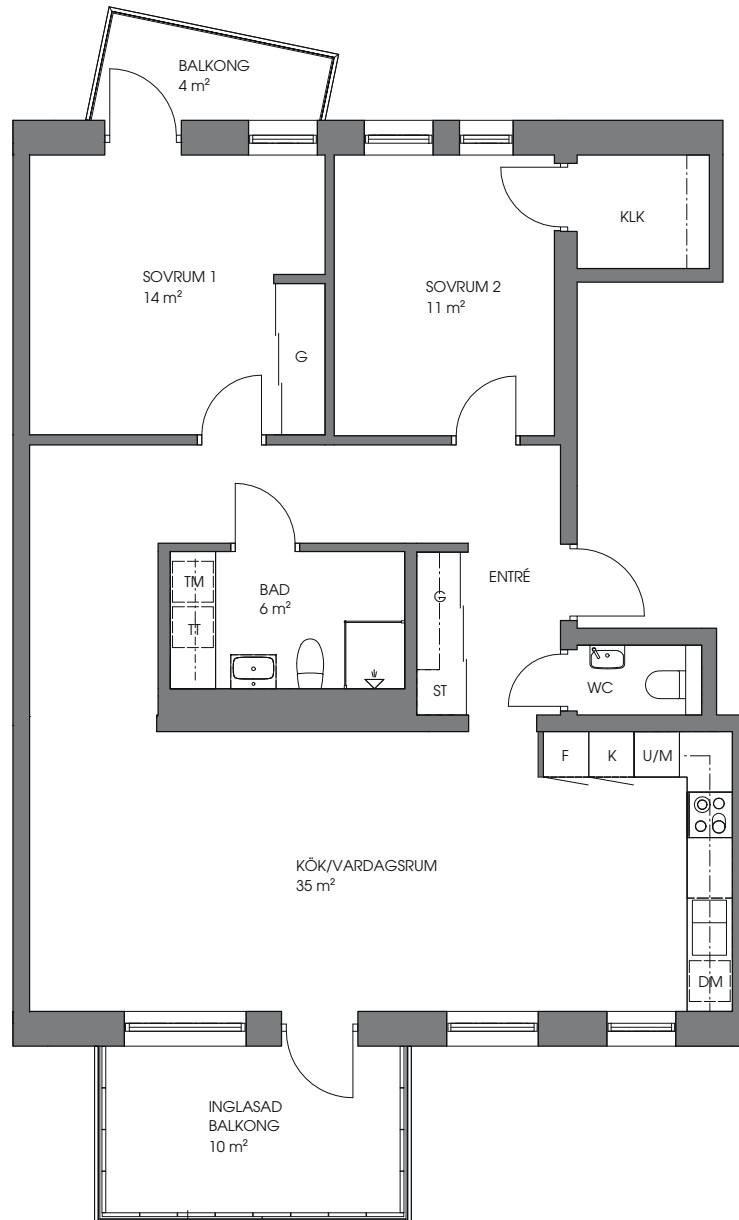 BALKONG
4 m²
KLK
SOVRUM 1
14 m²
SOVRUM 2
11 m²
G
TM
BAD
6 m²
TT
ENTRÉ
G
ST
WC
F
K
U/M
KÖK/VARDAGSRUM
35 m²
DM
INGLASAD
BALKONG
10 m²